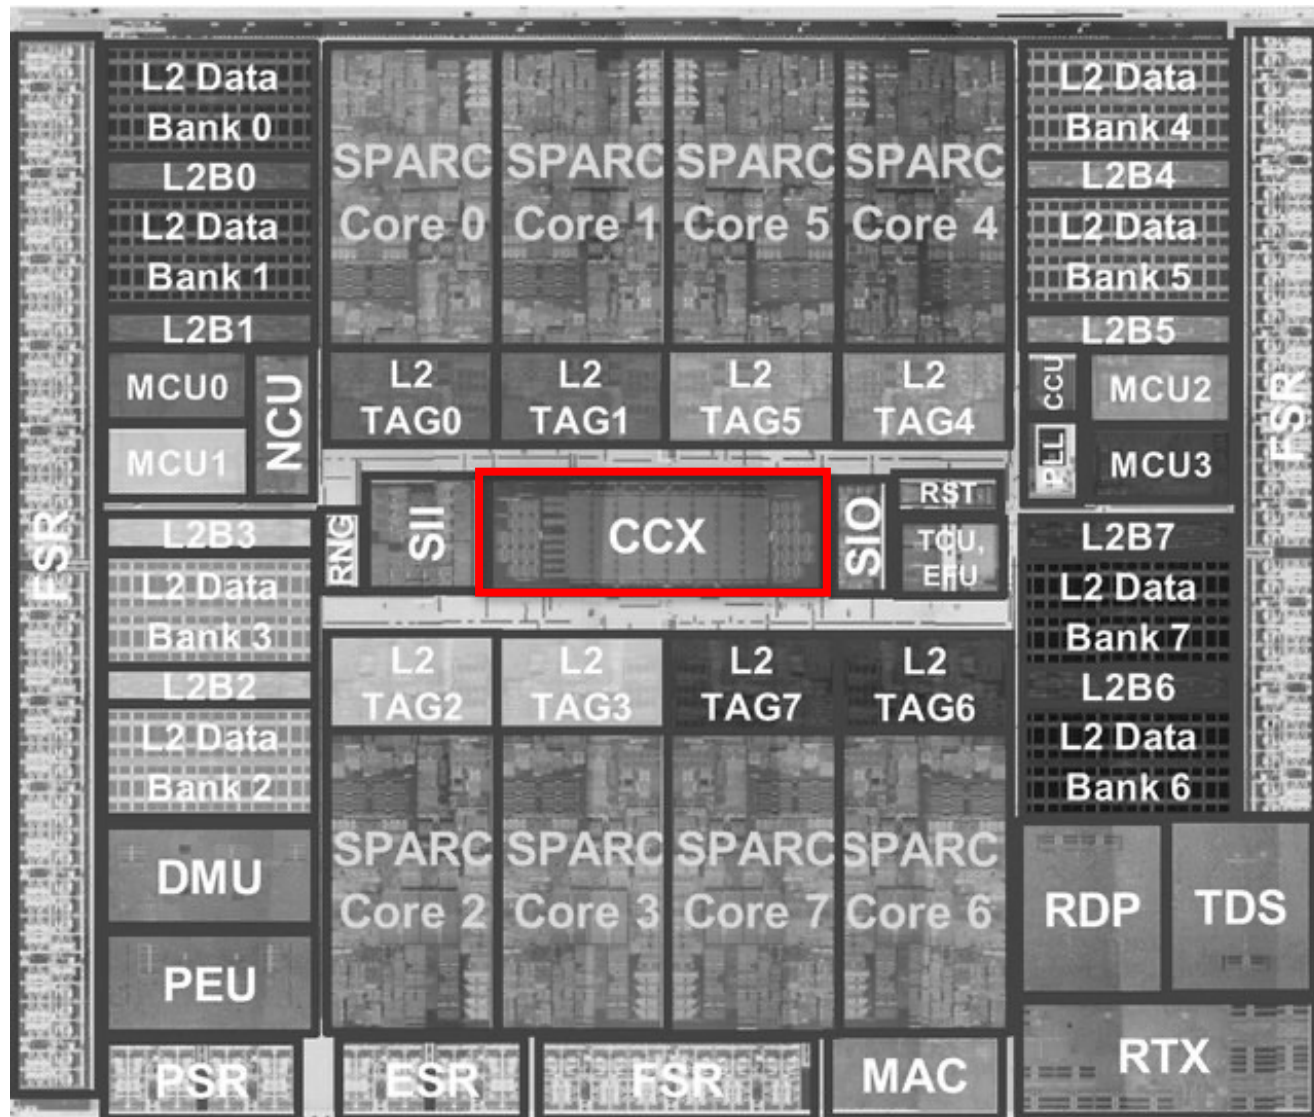 L2 Data
Bank 0
L2B0
L2 Data
Bank 1
L2B1
MCU0
MCU1
NCU
FSR
L2B3
L2 Data
Bank 3
L2B2
L2 Data
Bank 2
DMU
PEU
PSR
SPARC
Core 0
SPARC
Core 1
SPARC
Core 5
SPARC
Core 4
L2
TAG0
L2
TAG1
L2
TAG5
L2
TAG4
RNG
SII
CCX
SIO
RST
TCU,
EFU
L2
TAG2
L2
TAG3
L2
TAG7
L2
TAG6
SPARC
Core 2
SPARC
Core 3
SPARC
Core 7
SPARC
Core 6
ESR
FSR
MAC
L2 Data
Bank 4
L2B4
L2 Data
Bank 5
L2B5
CCU
PLL
MCU2
MCU3
FSR
L2B7
L2 Data
Bank 7
L2B6
L2 Data
Bank 6
RDP
TDS
RTX